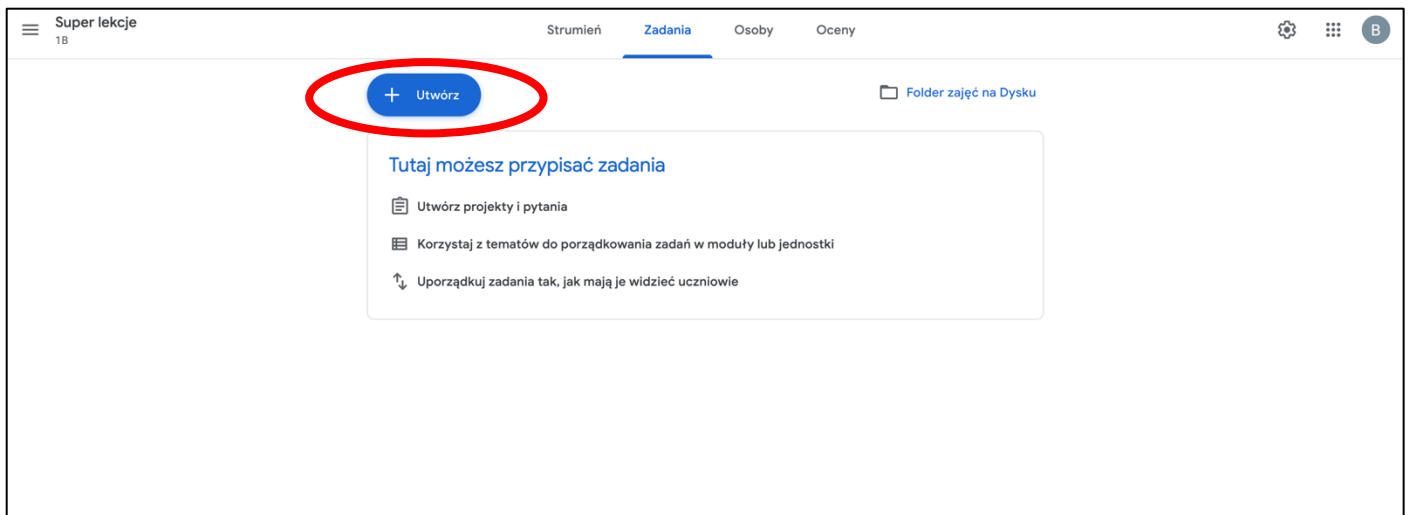 Super lekcje
1B
Strumień Zadania Osoby Oceny
B
+ Utwórz
Folder zajęć na Dysku
Tutaj możesz przypisać zadania
Utwórz projekty i pytania
Korzystaj z tematów do porządkowania zadań w moduły lub jednostki
Uporządkuj zadania tak, jak mają je widzieć uczniowie